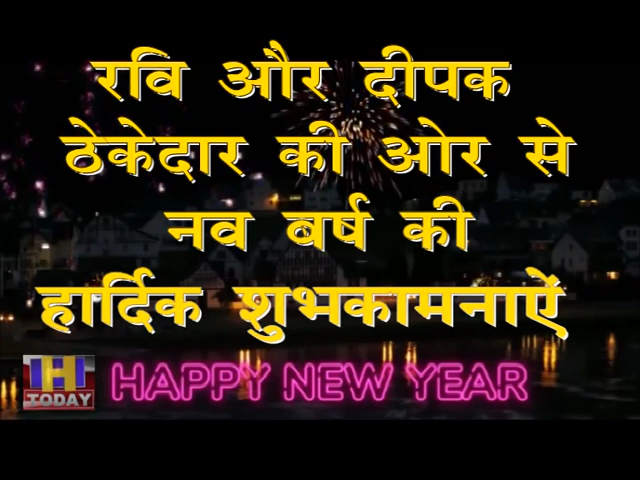 रवि और दीपक
ठेकेदार की ओर से
नव बर्ष की
हार्दिक शुभकामनाऐं
H
TODAY
HAPPY NEW YEAR